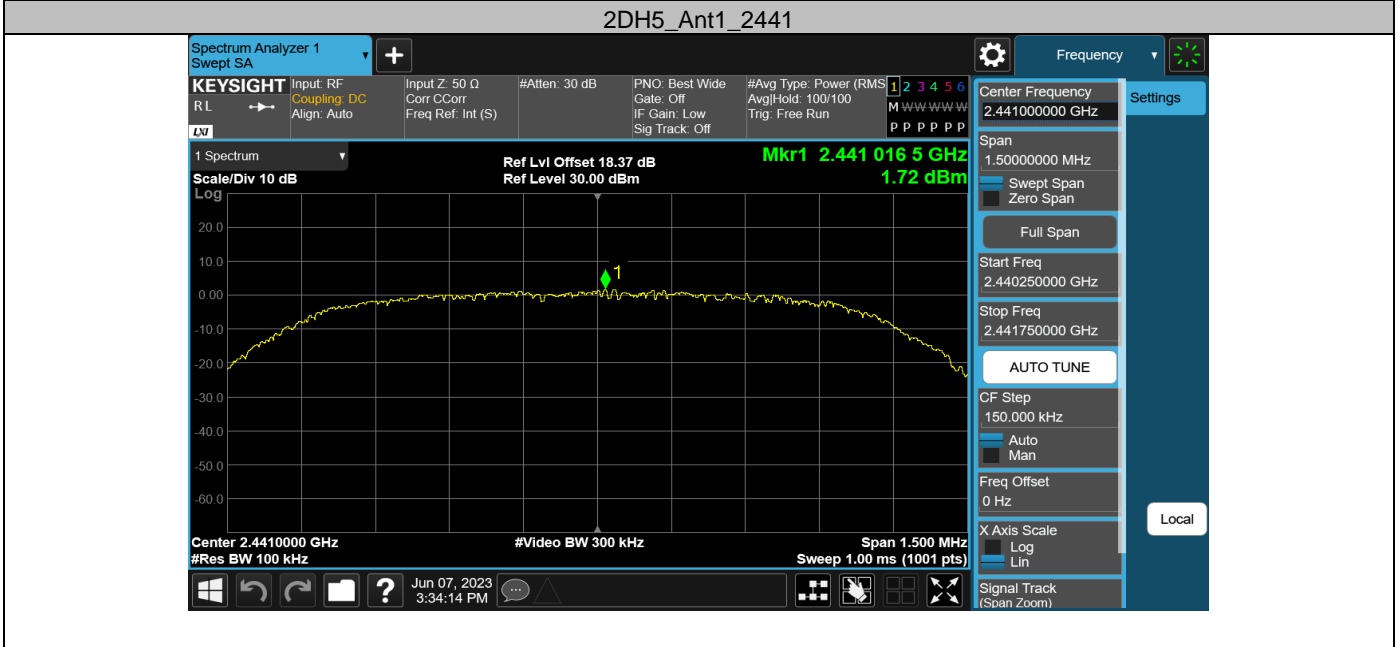 2DH5_Ant1_2441
Spectrum Analyzer 1
Swept SA
+
Frequency
KEYSIGHT
RL
LXI
Input: RF
Coupling: DC
Align: Auto
Input Z: 50 Ω
Corr CCorr
Freq Ref: Int (S)
#Atten: 30 dB
PNO: Best Wide
Gate: Off
IF Gain: Low
Sig Track: Off
#Avg Type: Power (RMS
Avg|Hold: 100/100
Trig: Free Run
1 2 3 4 5 6
M W W W W W
P P P P P P
1 Spectrum
Scale/Div 10 dB
Ref Lvl Offset 18.37 dB
Ref Level 30.00 dBm
Mkr1 2.441 016 5 GHz
1.72 dBm
Log
20.0
10.0
0.00
-10.0
-20.0
-30.0
-40.0
-50.0
-60.0
1
Center 2.4410000 GHz
#Res BW 100 kHz
#Video BW 300 kHz
Span 1.500 MHz
Sweep 1.00 ms (1001 pts)
?
Jun 07, 2023
3:34:14 PM
Center Frequency
2.441000000 GHz
Span
1.50000000 MHz
Swept Span
Zero Span
Full Span
Start Freq
2.440250000 GHz
Stop Freq
2.441750000 GHz
AUTO TUNE
CF Step
150.000 kHz
Auto
Man
Freq Offset
0 Hz
X Axis Scale
Log
Lin
Signal Track
(Span Zoom)
Settings
Local